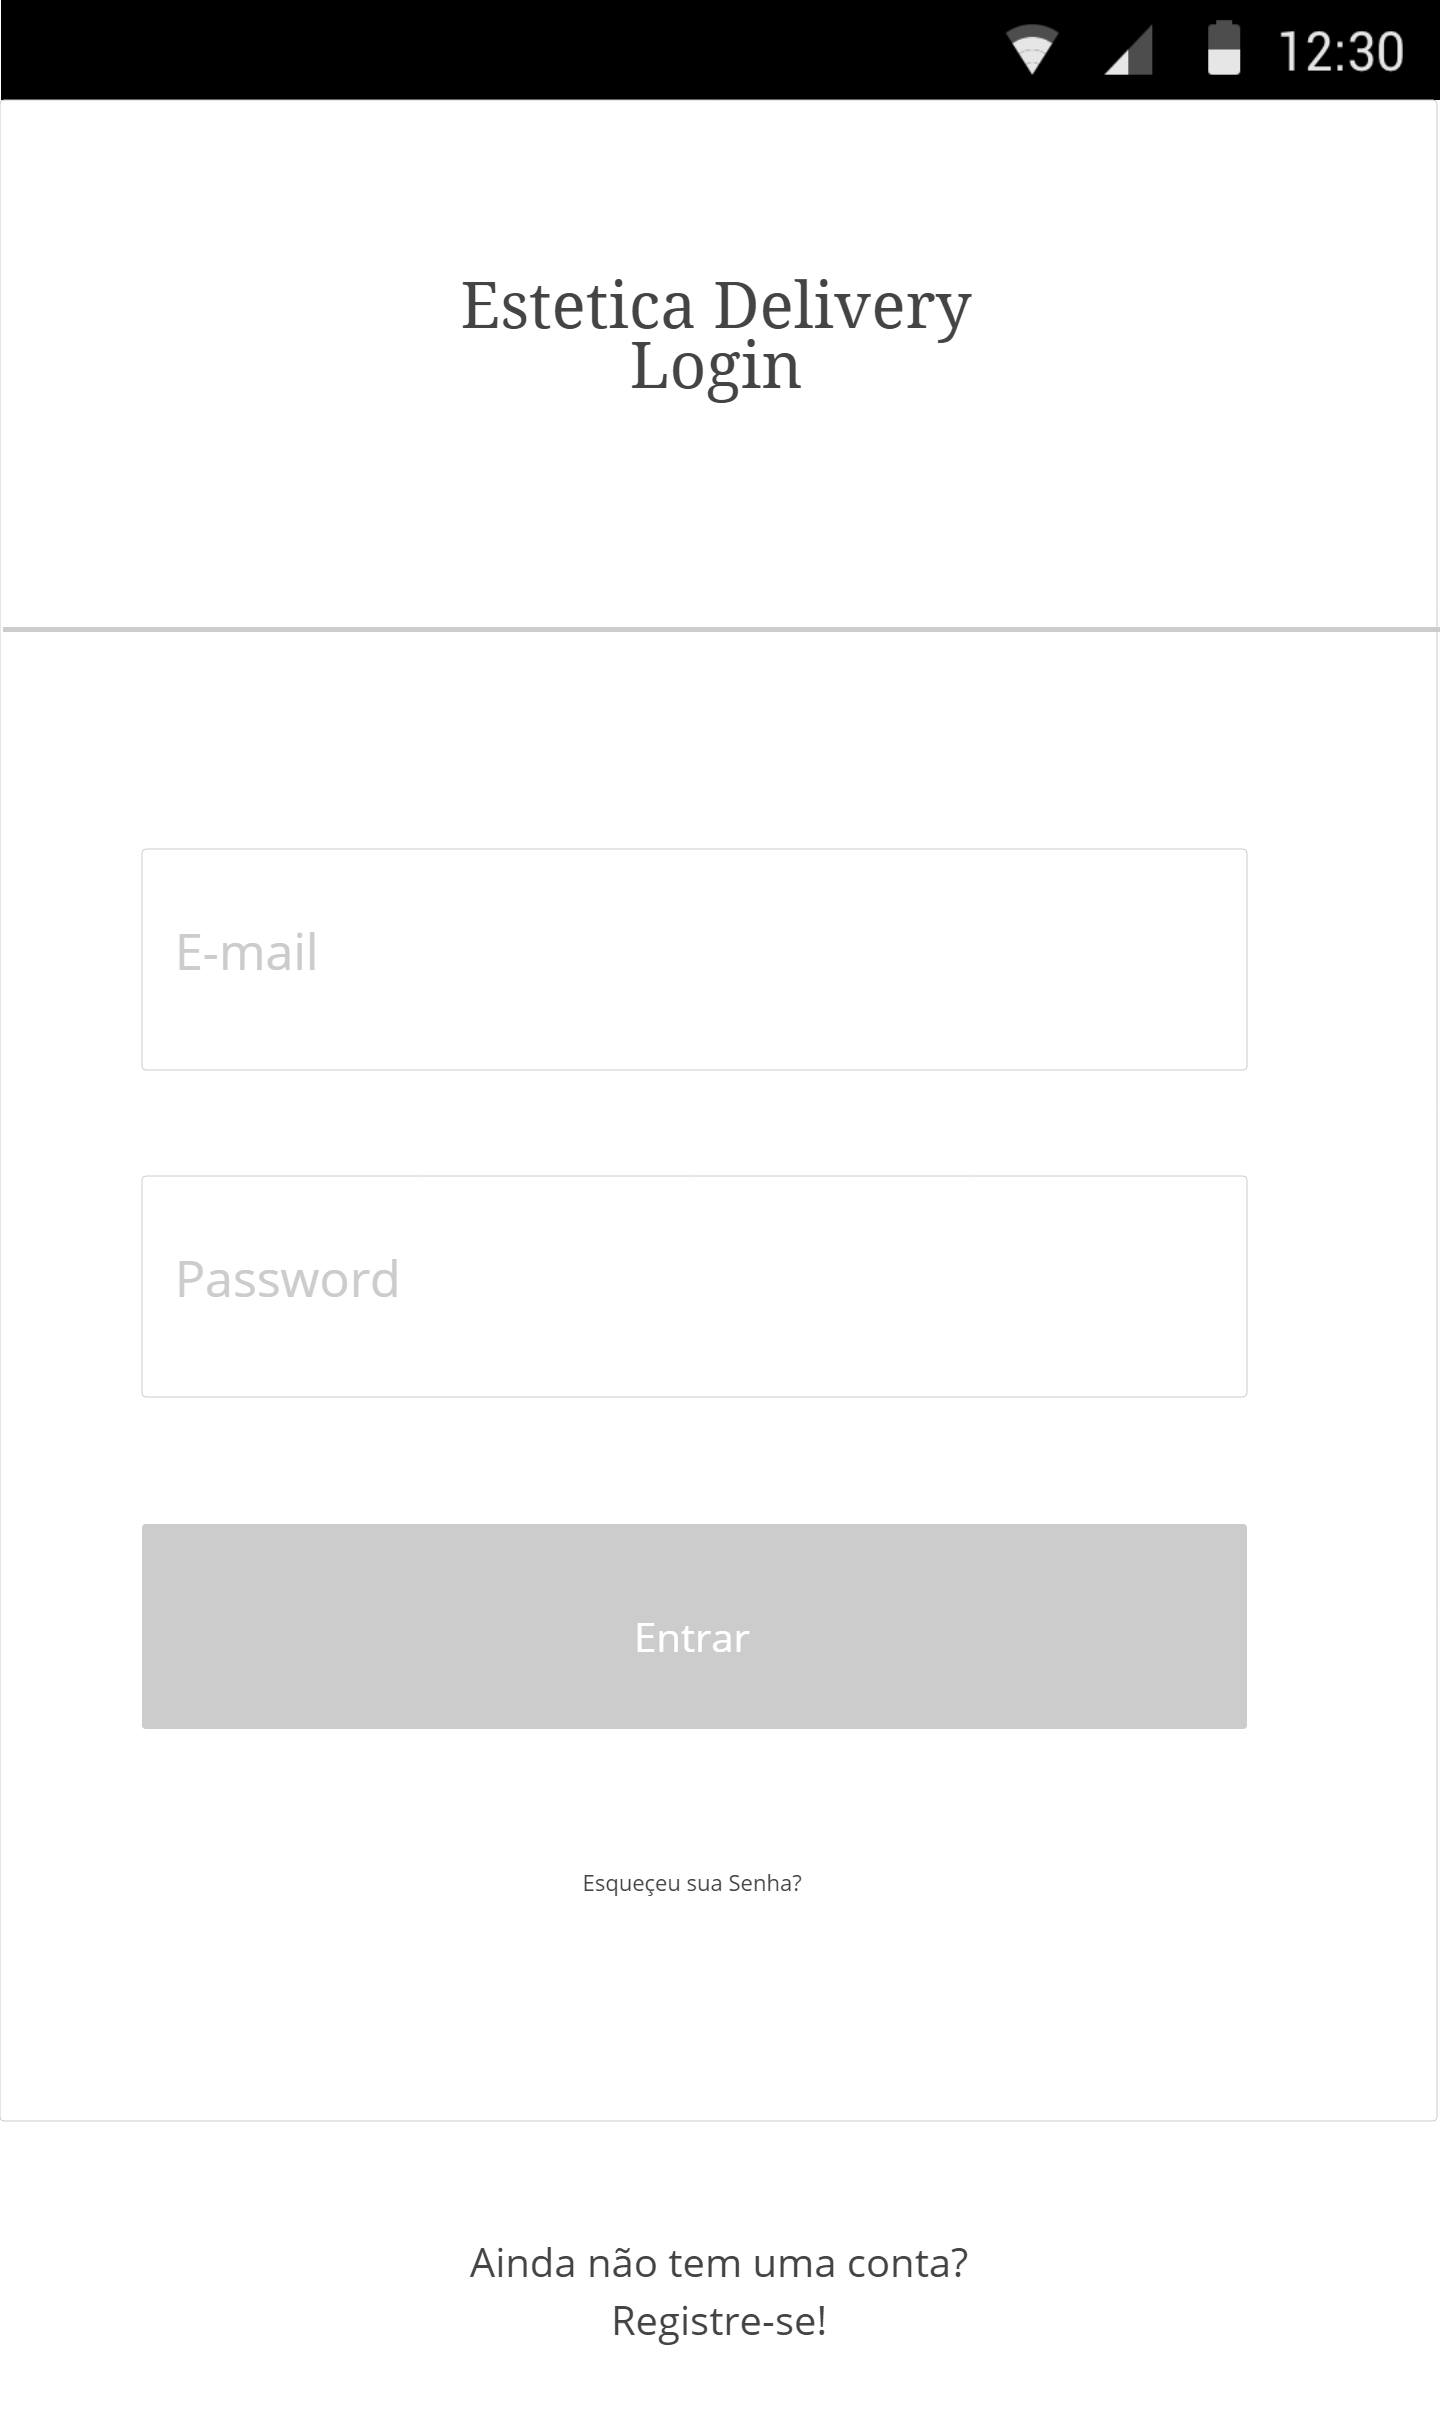 12:30
Estetica Delivery
Login
E-mail
Password
Entrar
Esqueçeu sua Senha?
Ainda não tem uma conta?
Registre-se!